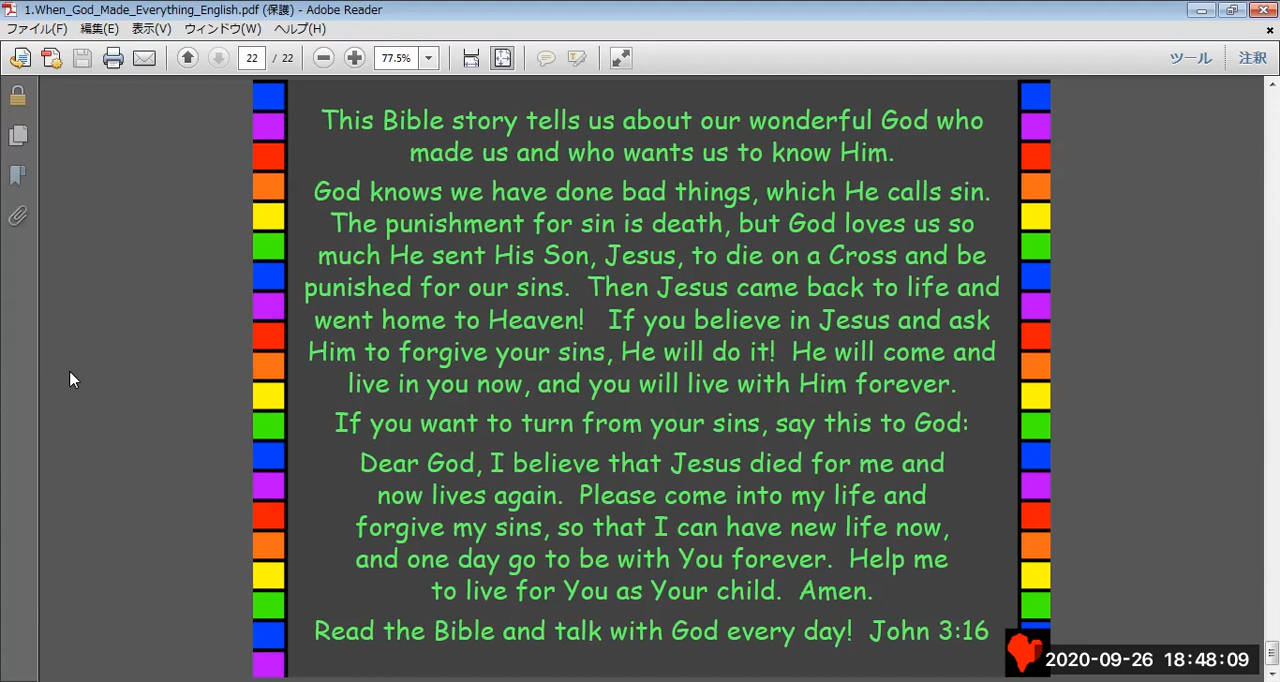 1.When_God_Made_Everything_English.pdf (保護) - Adobe Reader
ファイル(F) 編集(E) 表示(V) ウィンドウ(W) ヘルプ(H)
22 / 22 77.5% ツール 注釈
This Bible story tells us about our wonderful God who
made us and who wants us to know Him.
God knows we have done bad things, which He calls sin.
The punishment for sin is death, but God loves us so
much He sent His Son, Jesus, to die on a Cross and be
punished for our sins. Then Jesus came back to life and
went home to Heaven! If you believe in Jesus and ask
Him to forgive your sins, He will do it! He will come and
live in you now, and you will live with Him forever.
If you want to turn from your sins, say this to God:
Dear God, I believe that Jesus died for me and
now lives again. Please come into my life and
forgive my sins, so that I can have new life now,
and one day go to be with You forever. Help me
to live for You as Your child. Amen.
Read the Bible and talk with God every day! John 3:16
2020-09-26 18:48:09